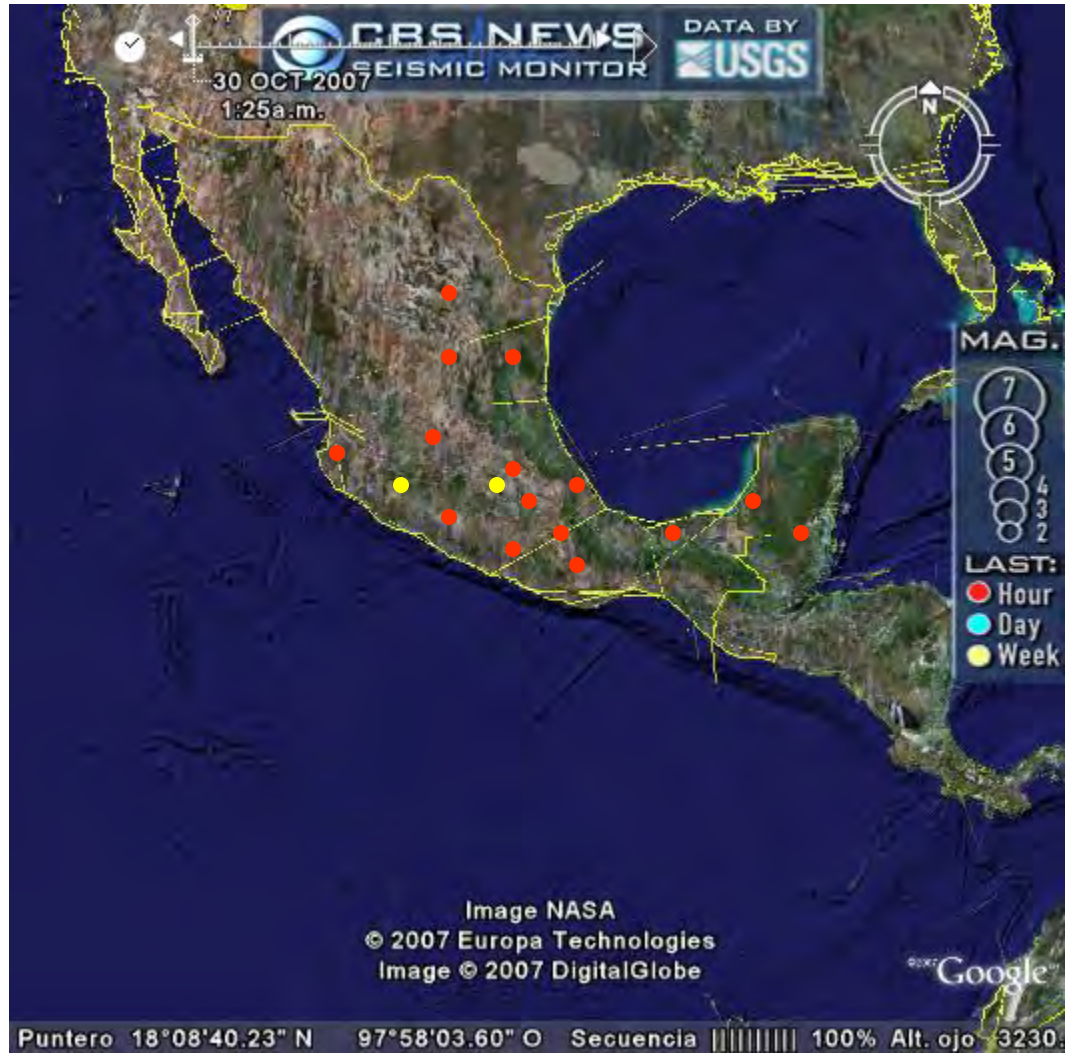 CBS NEWS
SEISMIC MONITOR
DATA BY
USGS
30 OCT 2007
1:25a.m.
N
MAG.
7
6
5
4
3
2
LAST:
Hour
Day
Week
Image NASA
© 2007 Europa Technologies
Image © 2007 DigitalGlobe
©2007 Google™
Puntero 18°08'40.23" N 97°58'03.60" O Secuencia |||||||||| 100% Alt. ojo 3230.